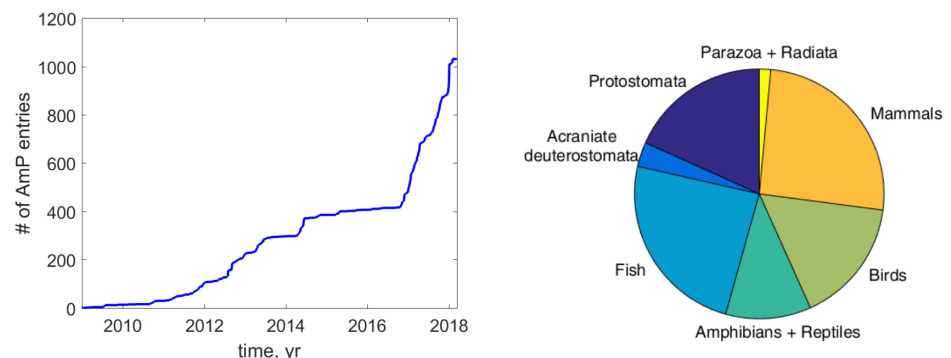 1200
1000
800
600
400
200
0
# of AmP entries
2010 2012 2014 2016 2018
time, yr
Parazoa + Radiata
Protostomata
Mammals
Acraniate
deuterostomata
Fish
Birds
Amphibians + Reptiles